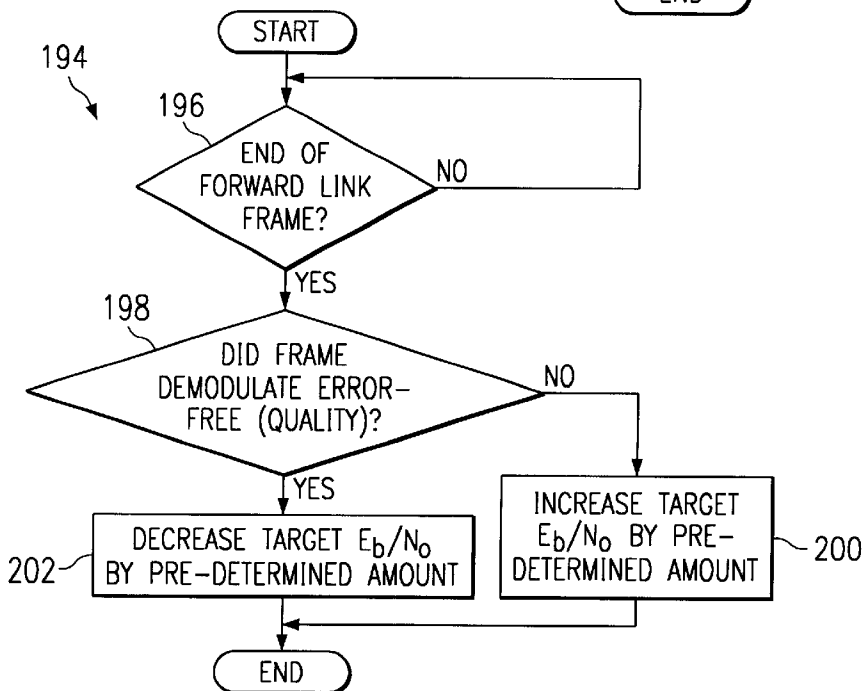 END
START
194
196
END OF
FORWARD LINK
FRAME?
NO
YES
198
DID FRAME
DEMODULATE ERROR-
FREE (QUALITY)?
NO
YES
INCREASE TARGET
Eb/No BY PRE-
DETERMINED AMOUNT
200
DECREASE TARGET Eb/No
BY PRE-DETERMINED AMOUNT
202
END